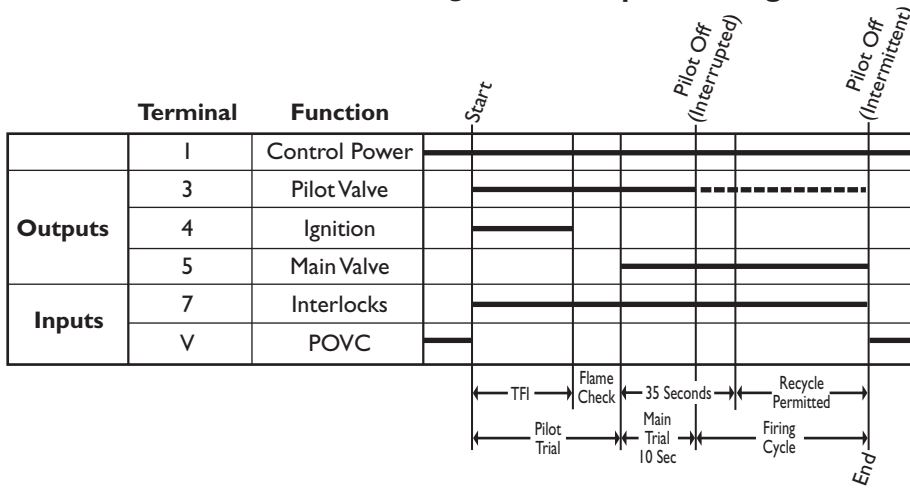 Start
Pilot Off
(Interrupted)
Pilot Off
(Intermittent)
Terminal Function
1 Control Power
Outputs
3 Pilot Valve
4 Ignition
5 Main Valve
Inputs
7 Interlocks
V POVC
TFI
Flame
Check
35 Seconds
Recycle
Permitted
Pilot
Trial
Main
Trial
10 Sec
Firing
Cycle
End